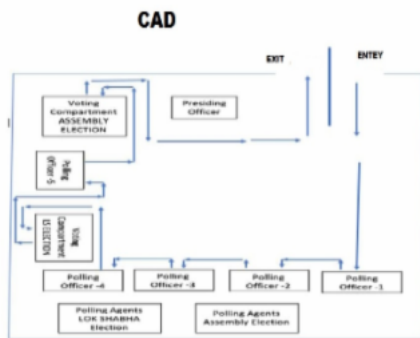 CAD
EXIT
ENTEY
Voting
Compartment
ASSEMBLY
ELECTION
Presiding
Officer
Polling
Officer -5
Voting
Compartment
LS ELECTION
Polling
Officer -4
Polling
Officer -3
Polling
Officer -2
Polling
Officer -1
Polling Agents
LOK SHABHA
Election
Polling Agents
Assembly Election